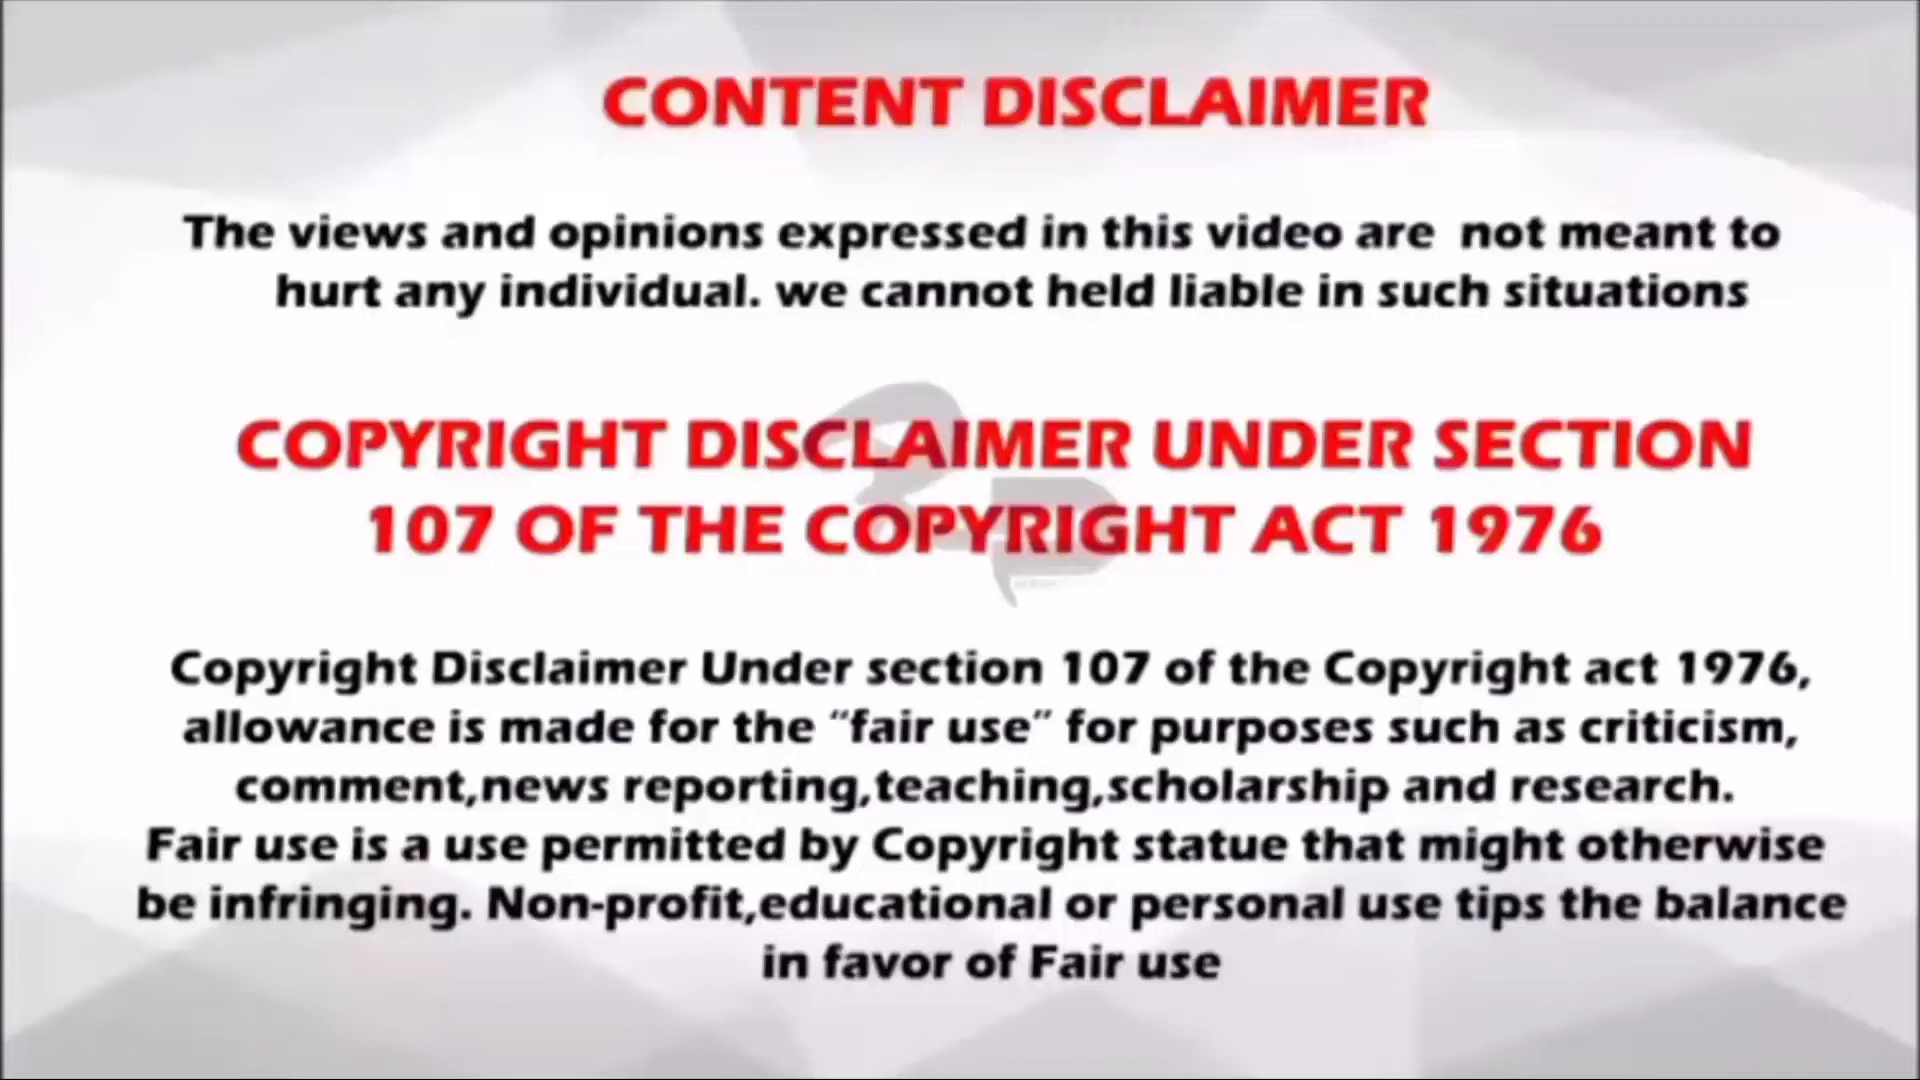 CONTENT DISCLAIMER
The views and opinions expressed in this video are not meant to
hurt any individual. we cannot held liable in such situations
COPYRIGHT DISCLAIMER UNDER SECTION
107 OF THE COPYRIGHT ACT 1976
Copyright Disclaimer Under section 107 of the Copyright act 1976,
allowance is made for the “fair use” for purposes such as criticism,
comment,news reporting,teaching,scholarship and research.
Fair use is a use permitted by Copyright statue that might otherwise
be infringing. Non-profit,educational or personal use tips the balance
in favor of Fair use